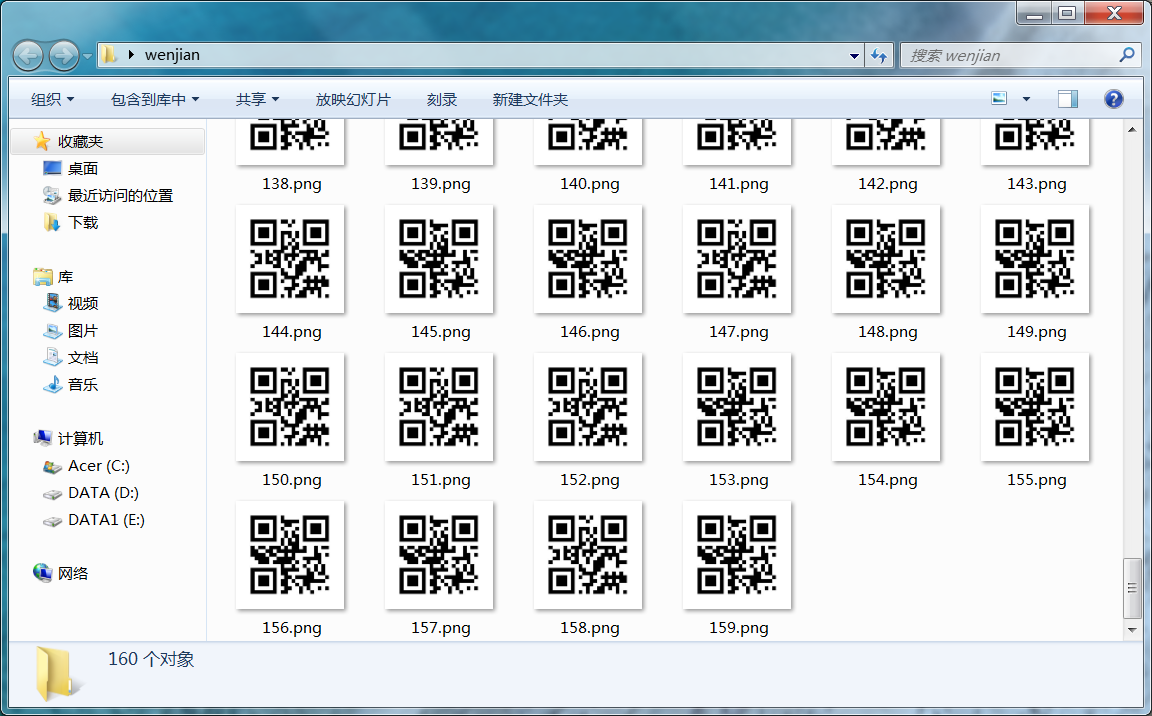 wenjian
搜索 wenjian
组织
包含到库中
共享
放映幻灯片
刻录
新建文件夹
收藏夹
桌面
最近访问的位置
下载
库
视频
图片
文档
音乐
计算机
Acer (C:)
DATA (D:)
DATA1 (E:)
网络
138.png
139.png
140.png
141.png
142.png
143.png
144.png
145.png
146.png
147.png
148.png
149.png
150.png
151.png
152.png
153.png
154.png
155.png
156.png
157.png
158.png
159.png
160 个对象